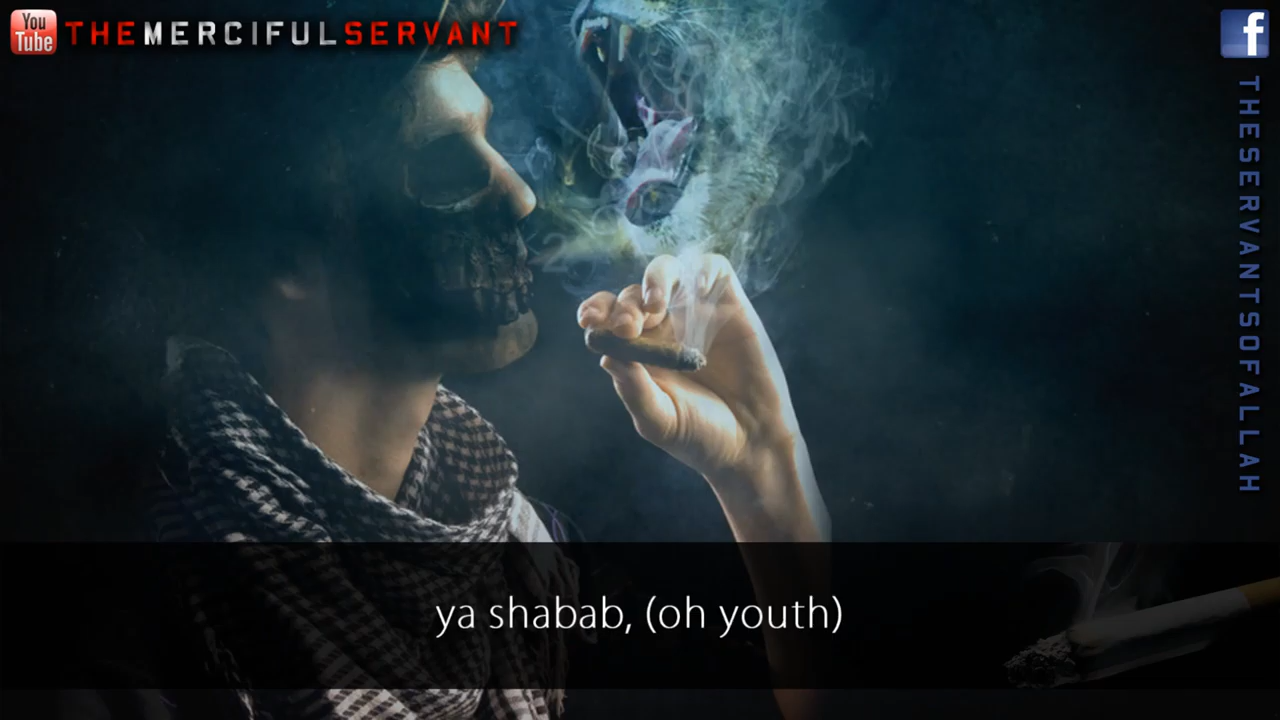 You
Tube
THEMERCIFULSERVANT
f
THESERVANTSOFALLAH
ya shabab, (oh youth)